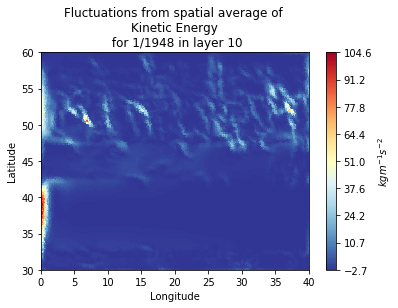 Fluctuations from spatial average of
Kinetic Energy
for 1/1948 in layer 10
60
55
50
45
40
35
30
Latitude
0 5 10 15 20 25 30 35 40
Longitude
104.6
91.2
77.8
64.4
51.0
37.6
24.2
10.7
−2.7
kgm⁻¹s⁻²